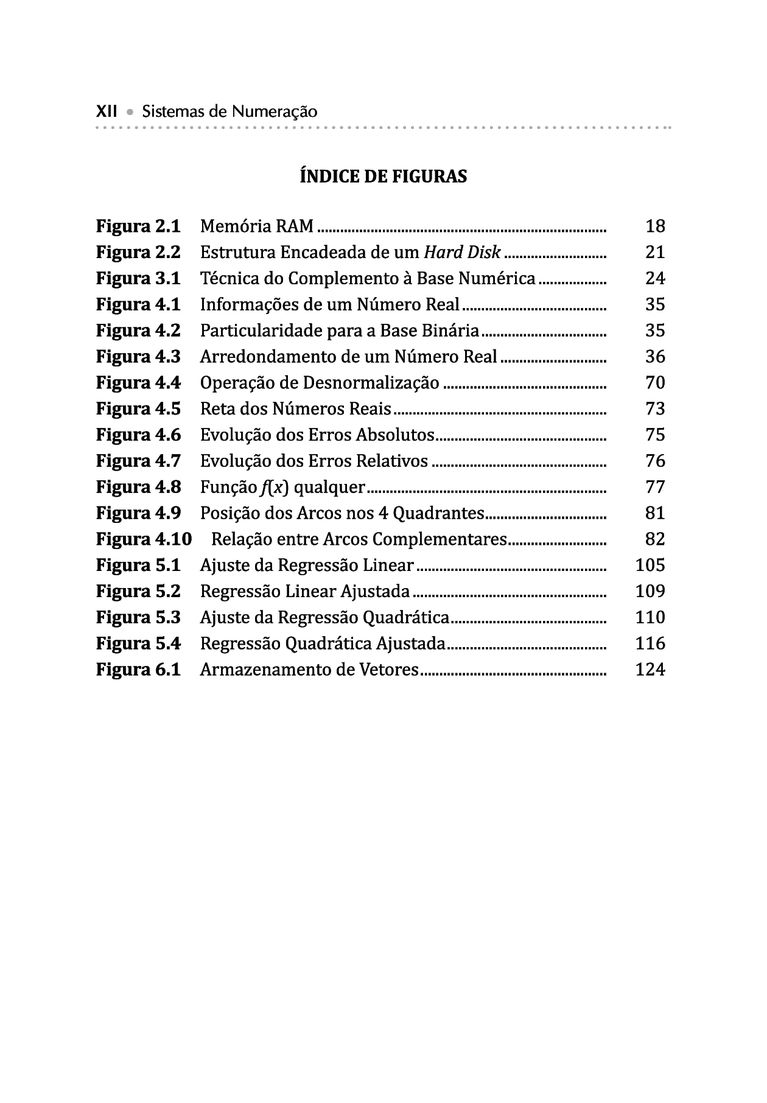 XII • Sistemas de Numeração
ÍNDICE DE FIGURAS
Figura 2.1 Memória RAM ........................................................................... 18
Figura 2.2 Estrutura Encadeada de um Hard Disk ........................... 21
Figura 3.1 Técnica do Complemento à Base Numérica .................. 24
Figura 4.1 Informações de um Número Real ...................................... 35
Figura 4.2 Particularidade para a Base Binária ................................. 35
Figura 4.3 Arredondamento de um Número Real ............................ 36
Figura 4.4 Operação de Desnormalização ........................................... 70
Figura 4.5 Reta dos Números Reais ........................................................ 73
Figura 4.6 Evolução dos Erros Absolutos ............................................. 75
Figura 4.7 Evolução dos Erros Relativos .............................................. 76
Figura 4.8 Função f(x) qualquer ............................................................... 77
Figura 4.9 Posição dos Arcos nos 4 Quadrantes ................................ 81
Figura 4.10 Relação entre Arcos Complementares .......................... 82
Figura 5.1 Ajuste da Regressão Linear .................................................. 105
Figura 5.2 Regressão Linear Ajustada ................................................... 109
Figura 5.3 Ajuste da Regressão Quadrática ......................................... 110
Figura 5.4 Regressão Quadrática Ajustada .......................................... 116
Figura 6.1 Armazenamento de Vetores ................................................. 124